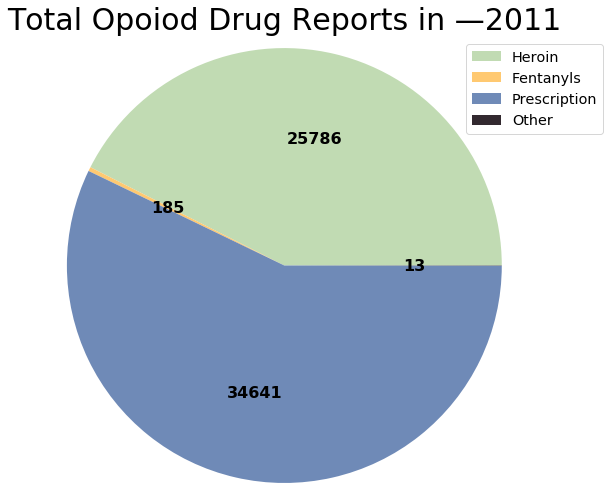 Total Opoiod Drug Reports in —2011
Heroin
Fentanyls
Prescription
Other
25786
185
13
34641